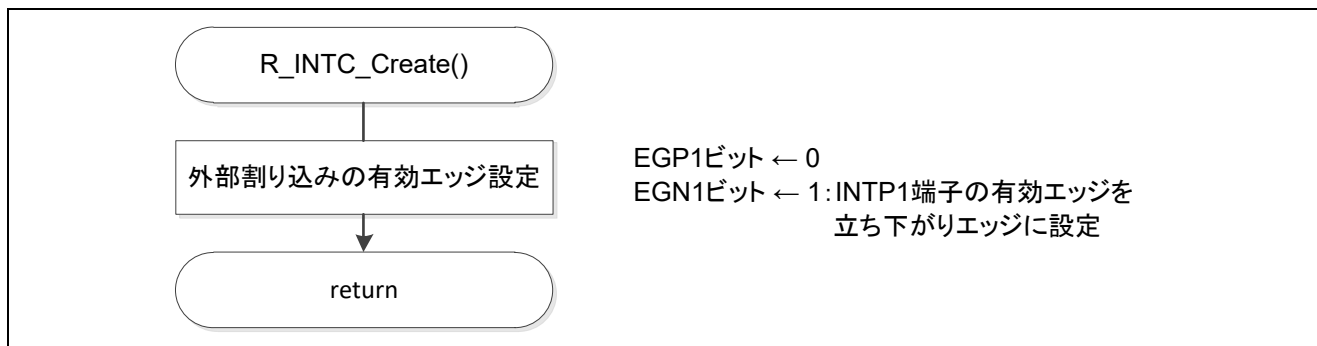 R_INTC_Create()
外部割り込みの有効エッジ設定
EGP1ビット ← 0
EGN1ビット ← 1：INTP1端子の有効エッジを
立ち下がりエッジに設定
return